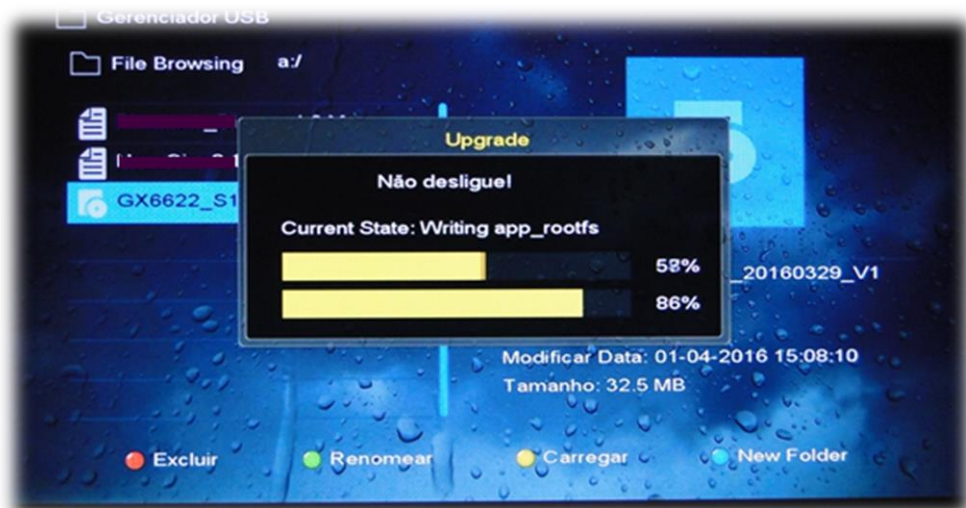 Gerenciador USB
File Browsing a:/
Upgrade
Não desligue!
GX6622_S1
Current State: Writing app_rootfs
86%
_20160329_V1
Modificar Data: 01-04-2016 15:08:10
Tamanho: 32.5 MB
Excluir Renomear Carregar New Folder